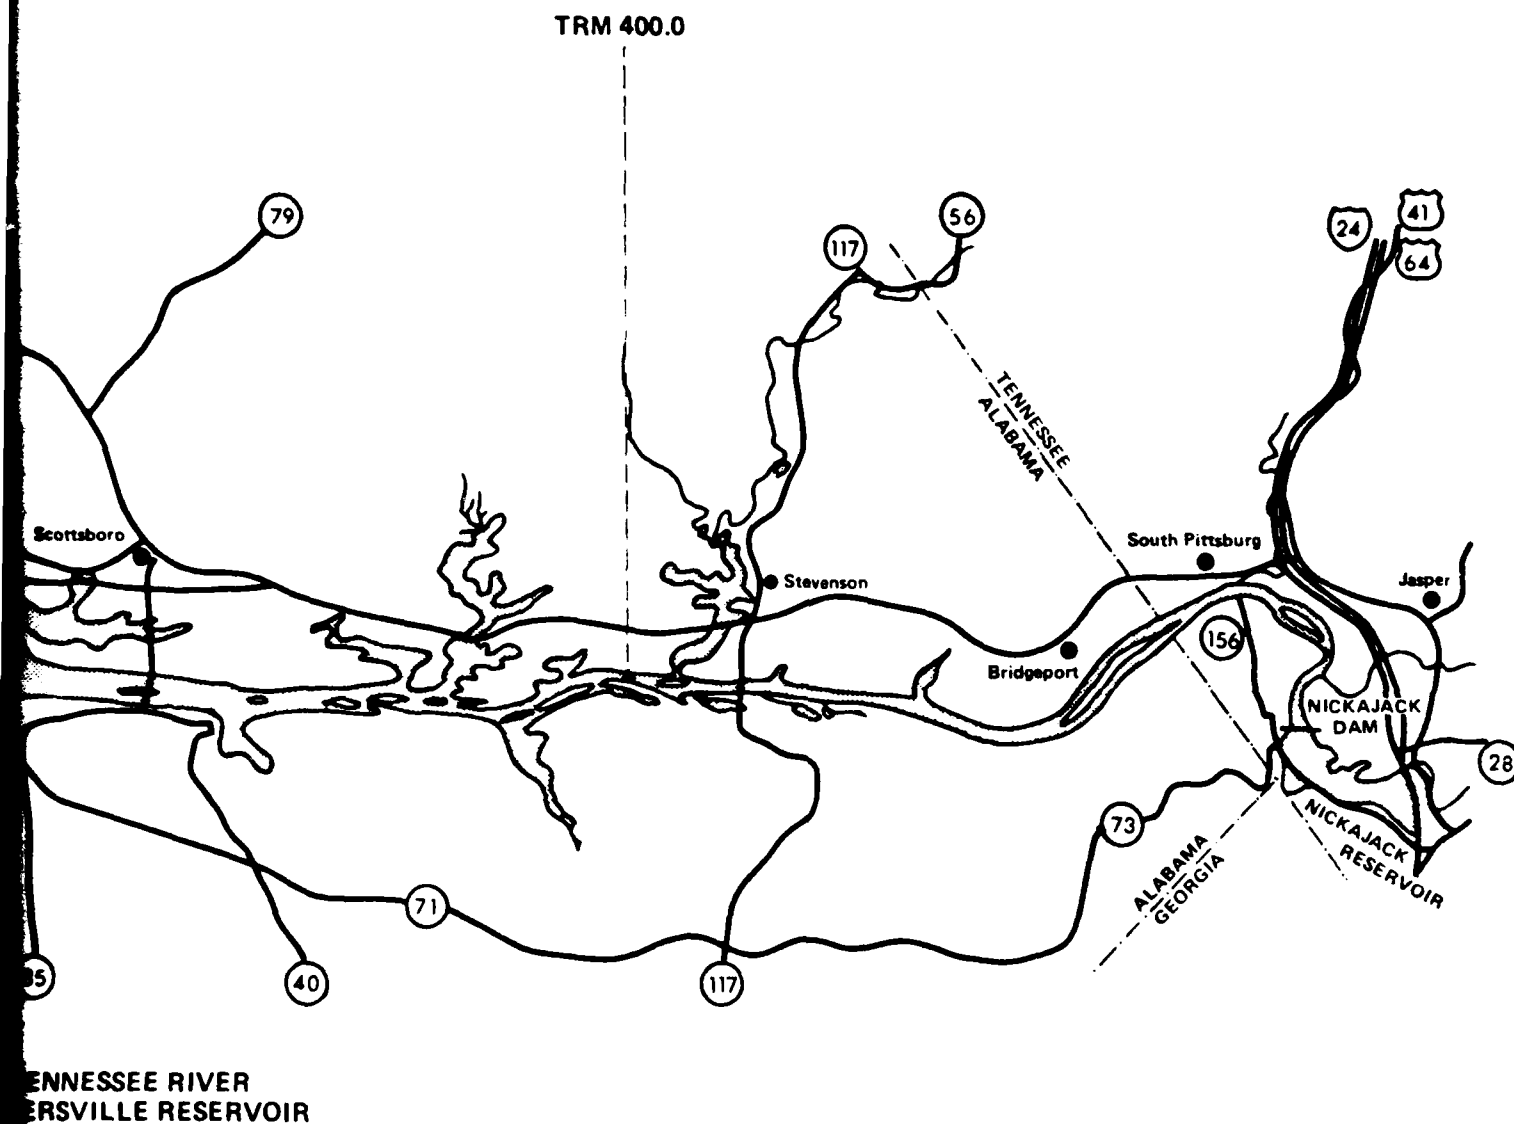 TRM 400.0
79
117
56
24
41
64
TENNESSEE
ALABAMA
Scottsboro
Stevenson
South Pittsburg
Jasper
156
Bridgeport
NICKAJACK
DAM
28
73
NICKAJACK
RESERVOIR
ALABAMA
GEORGIA
71
40
117
ENNESSEE RIVER
ERSVILLE RESERVOIR